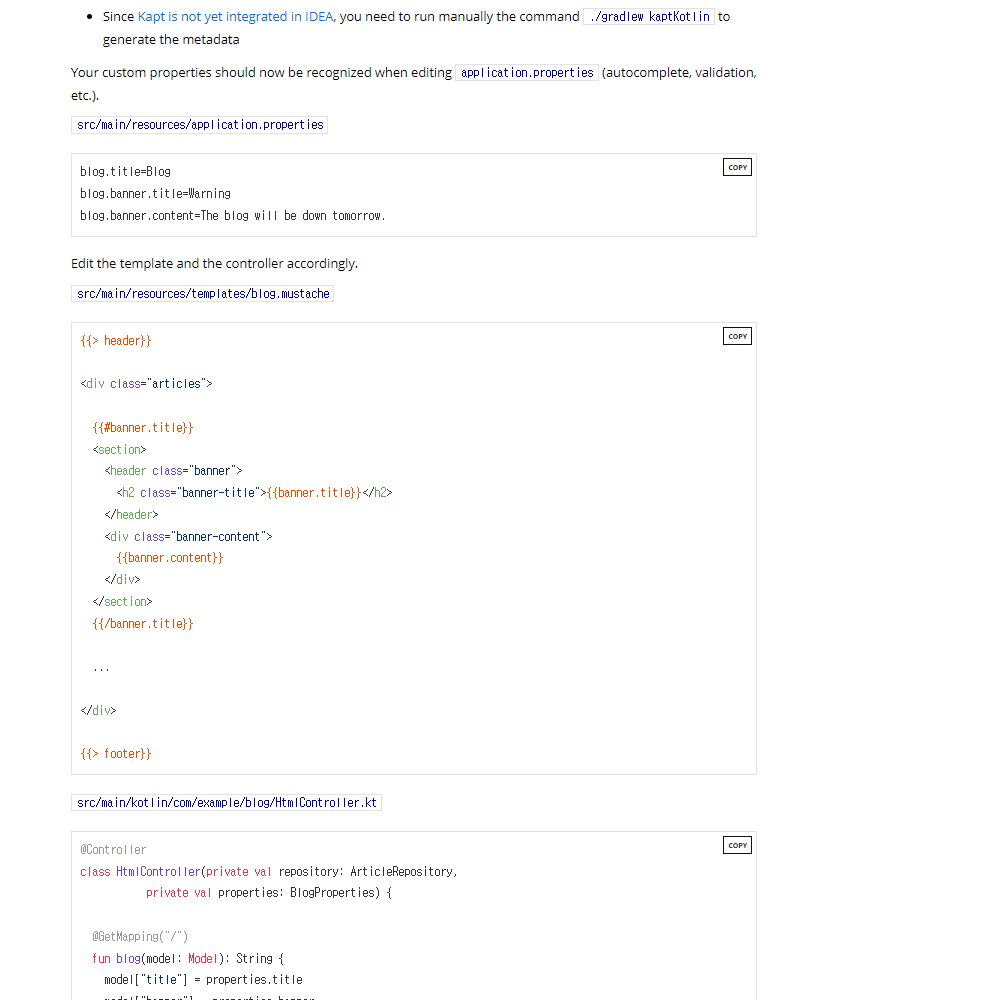 Since Kapt is not yet integrated in IDEA, you need to run manually the command ./gradlew kaptKotlin to
generate the metadata
Your custom properties should now be recognized when editing application.properties (autocomplete, validation,
etc.).
src/main/resources/application.properties
COPY
blog.title=Blog
blog.banner.title=Warning
blog.banner.content=The blog will be down tomorrow.
Edit the template and the controller accordingly.
src/main/resources/templates/blog.mustache
COPY
{{> header}}
<div class="articles">
{{#banner.title}}
<section>
<header class="banner">
<h2 class="banner-title">{{banner.title}}</h2>
</header>
<div class="banner-content">
{{banner.content}}
</div>
</section>
{{/banner.title}}
...
</div>
{{> footer}}
src/main/kotlin/com/example/blog/HtmlController.kt
COPY
@Controller
class HtmlController(private val repository: ArticleRepository,
private val properties: BlogProperties) {
@GetMapping("/")
fun blog(model: Model): String {
model["title"] = properties.title